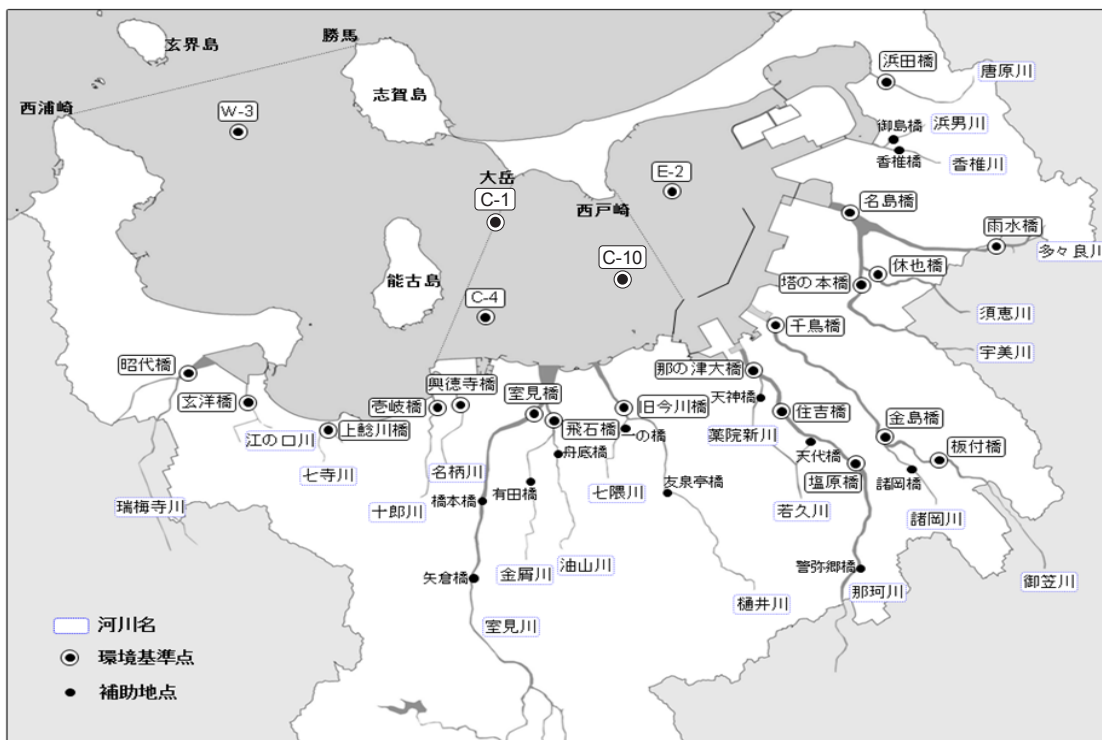 玄界島
勝馬
志賀島
西浦崎
W-3
浜田橋
唐原川
御島橋
浜男川
香椎橋
香椎川
大岳
C-1
西戸崎
E-2
名島橋
雨水橋
多々良川
休也橋
塔の本橋
須恵川
宇美川
能古島
C-10
C-4
千鳥橋
昭代橋
玄洋橋
江の口川
七寺川
上鯰川橋
瑞梅寺川
興徳寺橋
壱岐橋
名柄川
十郎川
室見橋
飛石橋
舟底橋
有田橋
橋本橋
矢倉橋
金屑川
油山川
室見川
旧今川橋
一の橋
七隈川
友泉亭橋
樋井川
那の津大橋
天神橋
薬院新川
住吉橋
天代橋
塩原橋
若久川
警弥郷橋
那珂川
金島橋
板付橋
諸岡橋
諸岡川
御笠川
河川名
環境基準点
補助地点